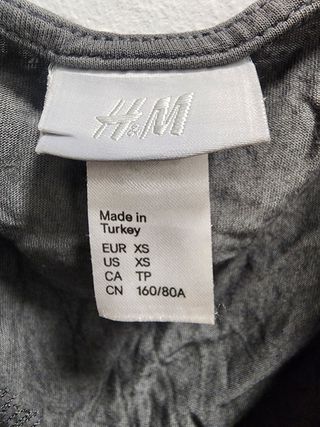 H&M
Made in
Turkey
EUR XS
US XS
CA TP
CN 160/80A